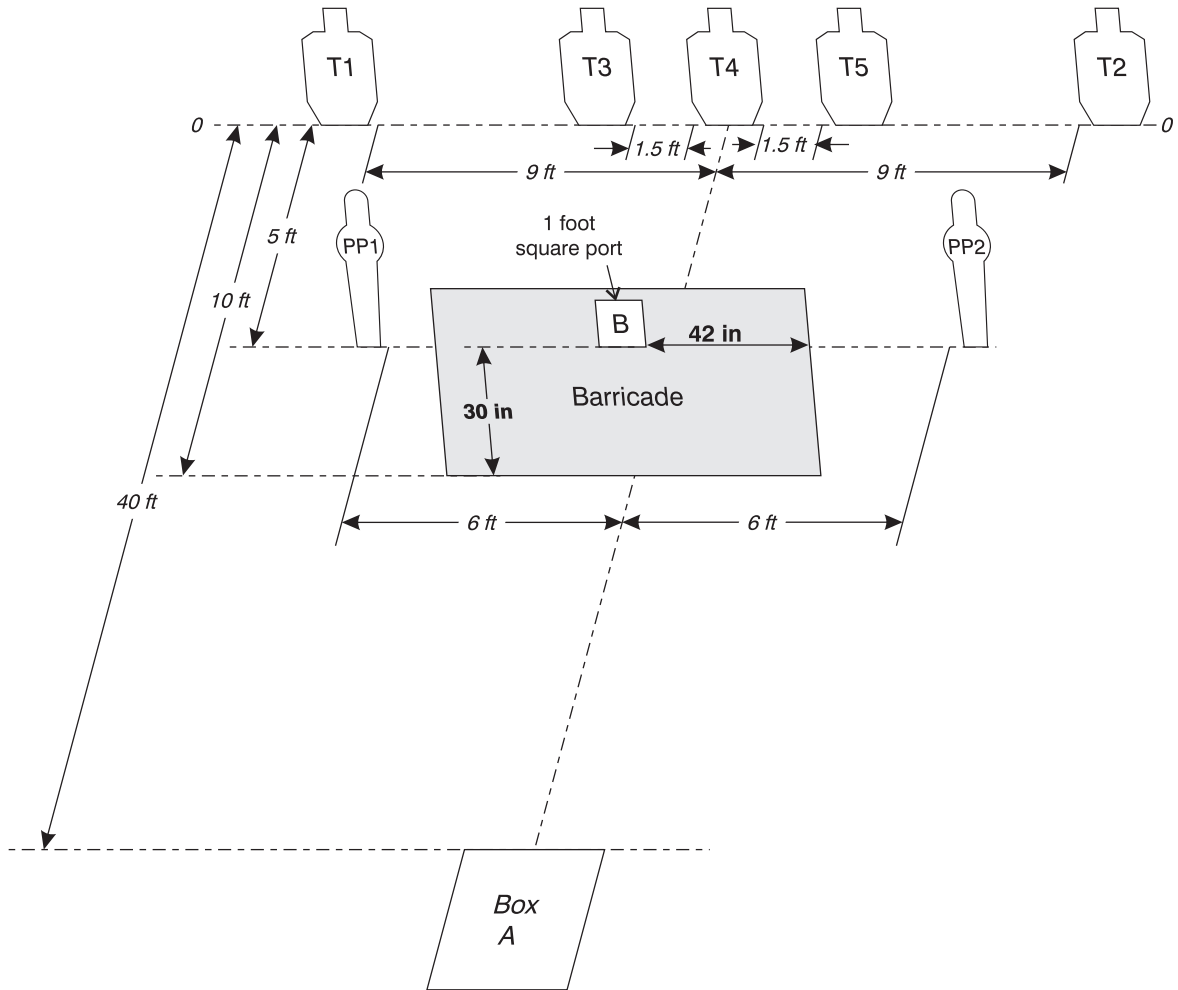 T1
T3
T4
T5
T2
0
0
1.5 ft
1.5 ft
9 ft
9 ft
5 ft
1 foot
square port
PP1
PP2
10 ft
B
42 in
Barricade
30 in
40 ft
6 ft
6 ft
Box
A